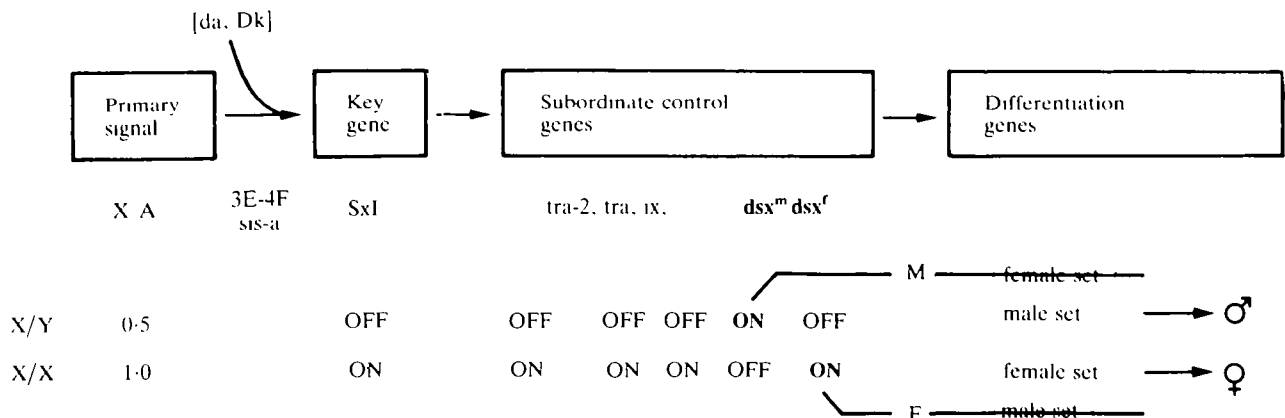 [da, Dk]
Primary signal
Key gene
Subordinate control genes
Differentiation genes
X A
3E-4F
sis-a
Sxl
tra-2, tra, ix,
dsxᵐ dsxᶠ
M
female set
X/Y 0·5 OFF OFF OFF OFF ON OFF male set ♂
X/X 1·0 ON ON ON ON OFF ON female set ♀
F
male set